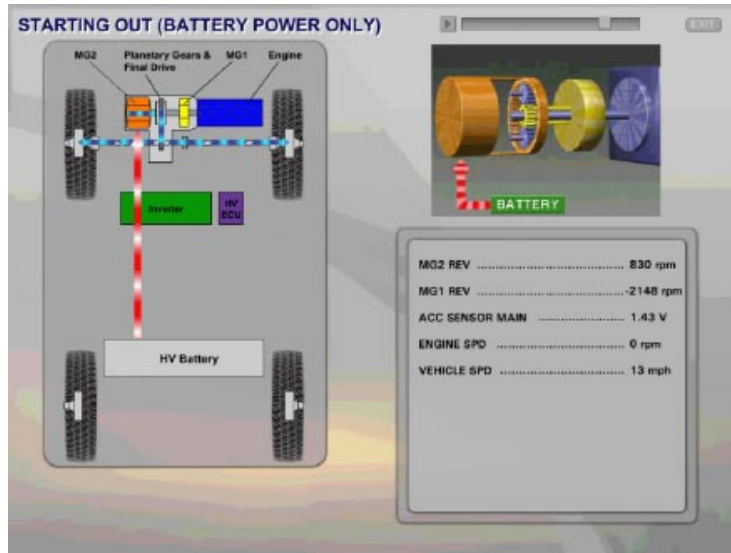 STARTING OUT (BATTERY POWER ONLY)
MG2 Planetary Gears & MG1 Engine
Final Drive
Inverter HV
ECU
HV Battery
BATTERY
MG2 REV ........................................ 830 rpm
MG1 REV ........................................ -2148 rpm
ACC SENSOR MAIN ........................ 1.43 V
ENGINE SPD ................................... 0 rpm
VEHICLE SPD .................................. 13 mph